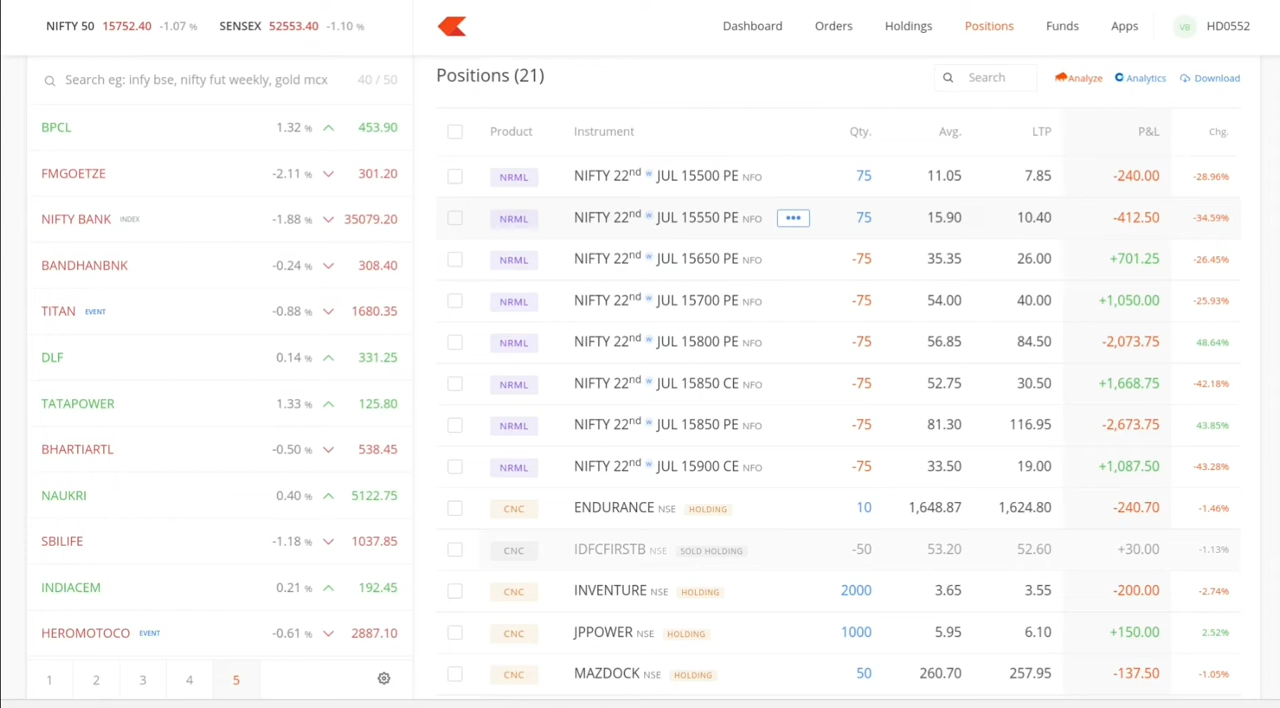 NIFTY 50 15752.40 -1.07 % SENSEX 52553.40 -1.10 %
Dashboard Orders Holdings Positions Funds Apps VB HD0552
Search eg: infy bse, nifty fut weekly, gold mcx 40 / 50
BPCL 1.32 % 453.90
FMGOETZE -2.11 % 301.20
NIFTY BANK INDEX -1.88 % 35079.20
BANDHANBNK -0.24 % 308.40
TITAN EVENT -0.88 % 1680.35
DLF 0.14 % 331.25
TATAPOWER 1.33 % 125.80
BHARTIARTL -0.50 % 538.45
NAUKRI 0.40 % 5122.75
SBILIFE -1.18 % 1037.85
INDIACEM 0.21 % 192.45
HEROMOTOCO EVENT -0.61 % 2887.10
1 2 3 4 5
Positions (21) Search Analyze Analytics Download
Product Instrument Qty. Avg. LTP P&L Chg.
NRML NIFTY 22nd w JUL 15500 PE NFO 75 11.05 7.85 -240.00 -28.96%
NRML NIFTY 22nd w JUL 15550 PE NFO ••• 75 15.90 10.40 -412.50 -34.59%
NRML NIFTY 22nd w JUL 15650 PE NFO -75 35.35 26.00 +701.25 -26.45%
NRML NIFTY 22nd w JUL 15700 PE NFO -75 54.00 40.00 +1,050.00 -25.93%
NRML NIFTY 22nd w JUL 15800 PE NFO -75 56.85 84.50 -2,073.75 48.64%
NRML NIFTY 22nd w JUL 15850 CE NFO -75 52.75 30.50 +1,668.75 -42.18%
NRML NIFTY 22nd w JUL 15850 PE NFO -75 81.30 116.95 -2,673.75 43.85%
NRML NIFTY 22nd w JUL 15900 CE NFO -75 33.50 19.00 +1,087.50 -43.28%
CNC ENDURANCE NSE HOLDING 10 1,648.87 1,624.80 -240.70 -1.46%
CNC IDFCFIRSTB NSE SOLD HOLDING -50 53.20 52.60 +30.00 -1.13%
CNC INVENTURE NSE HOLDING 2000 3.65 3.55 -200.00 -2.74%
CNC JPPOWER NSE HOLDING 1000 5.95 6.10 +150.00 2.52%
CNC MAZDOCK NSE HOLDING 50 260.70 257.95 -137.50 -1.05%